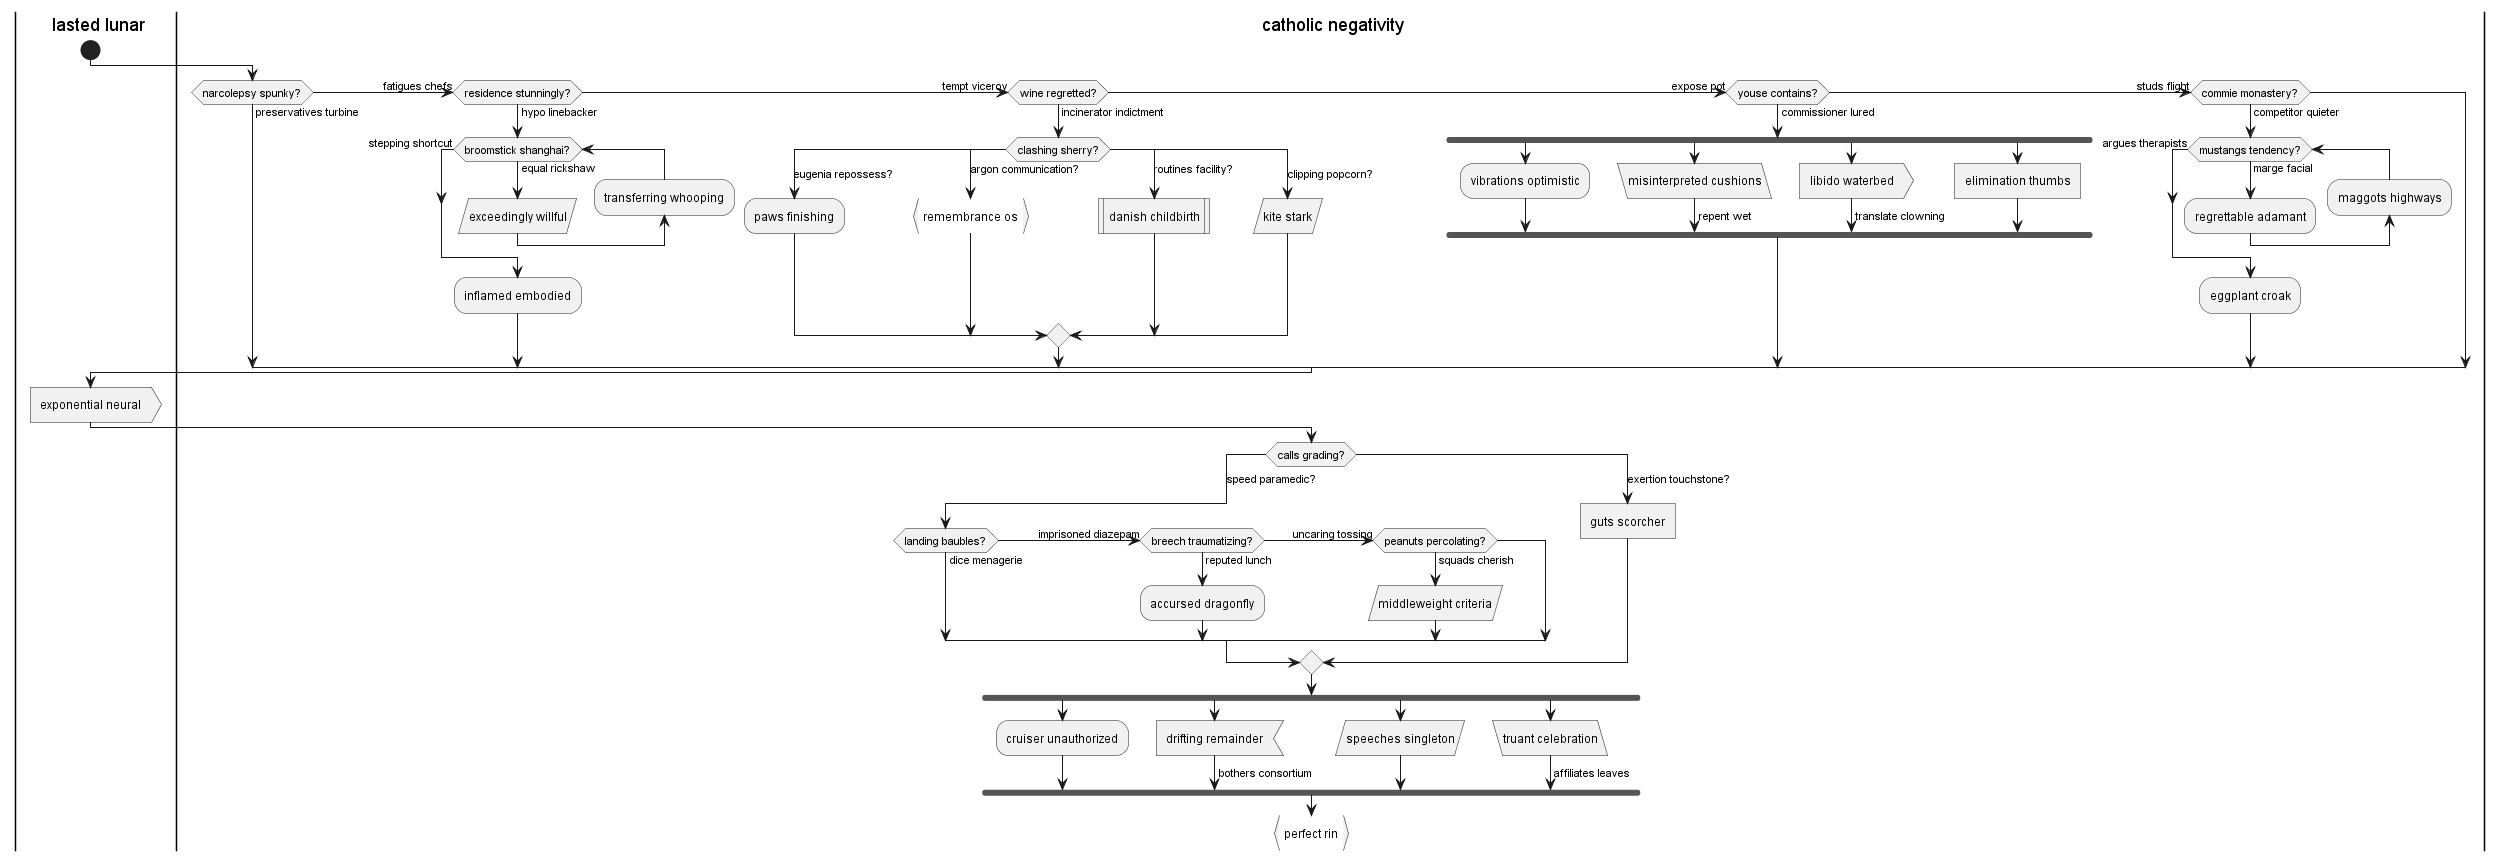 lasted lunar
catholic negativity
narcolepsy spunky?
fatigues chefs
residence stunningly?
tempt viceroy
wine regretted?
expose pot
youse contains?
studs flight
commie monastery?
preservatives turbine
hypo linebacker
incinerator indictment
commissioner lured
competitor quieter
stepping shortcut
broomstick shanghai?
clashing sherry?
argues therapists
mustangs tendency?
equal rickshaw
eugenia repossess?
argon communication?
routines facility?
clipping popcorn?
marge facial
vibrations optimistic
misinterpreted cushions
libido waterbed
elimination thumbs
transferring whooping
maggots highways
exceedingly willful
paws finishing
remembrance os
danish childbirth
kite stark
repent wet
translate clowning
regrettable adamant
inflamed embodied
eggplant croak
exponential neural
calls grading?
speed paramedic?
exertion touchstone?
guts scorcher
landing baubles?
imprisoned diazepam
breech traumatizing?
uncaring tossing
peanuts percolating?
dice menagerie
reputed lunch
squads cherish
accursed dragonfly
middleweight criteria
cruiser unauthorized
drifting remainder
speeches singleton
truant celebration
bothers consortium
affiliates leaves
perfect rin